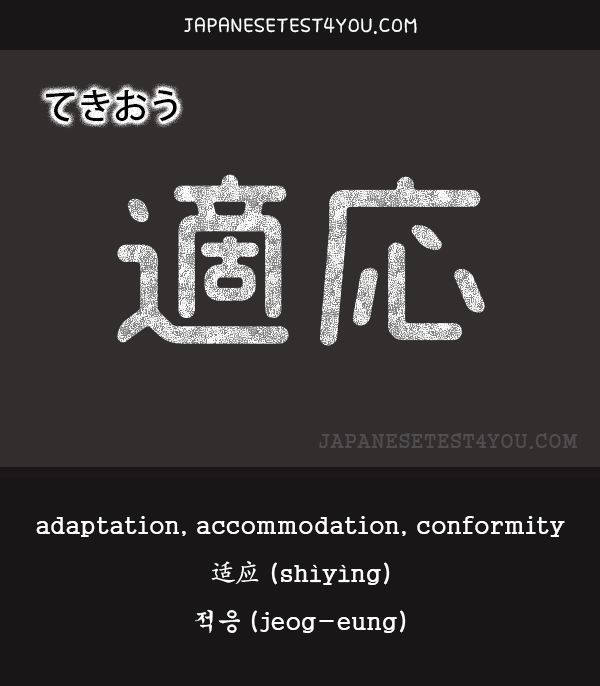 JAPANESETEST4YOU.COM
てきおう
適応
JAPANESETEST4YOU.COM
adaptation, accommodation, conformity
适应 (shìyìng)
적응 (jeog-eung)